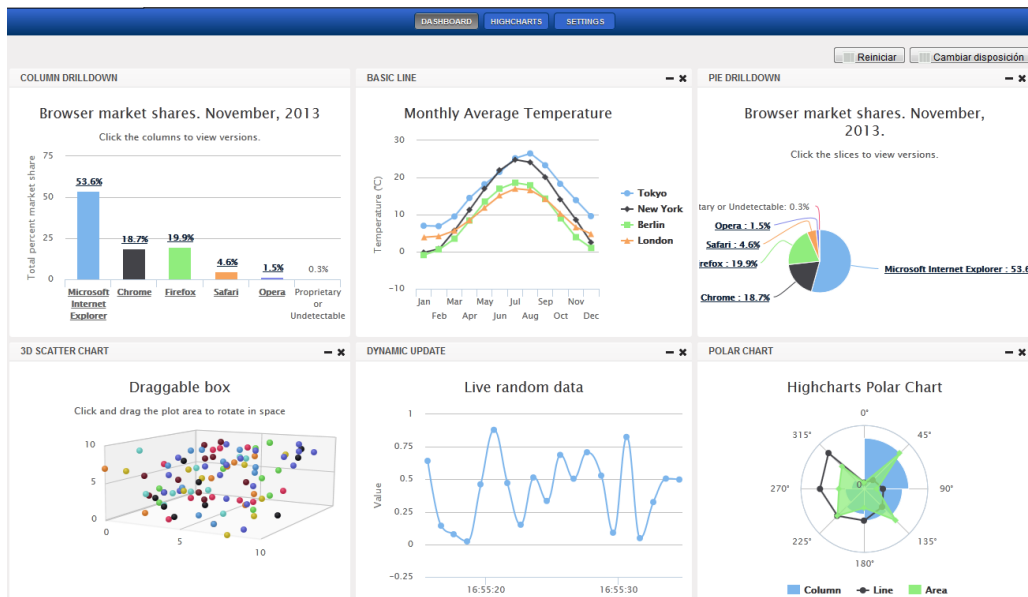 DASHBOARD HIGHCHARTS SETTINGS
Reiniciar Cambiar disposición
COLUMN DRILLDOWN
Browser market shares. November, 2013
Click the columns to view versions.
Total percent market share
75
50
25
0
53.6%
18.7%
19.9%
4.6%
1.5%
0.3%
Microsoft Internet Explorer
Chrome
Firefox
Safari
Opera
Proprietary or Undetectable
BASIC LINE
Monthly Average Temperature
Temperature (°C)
30
20
10
0
−10
Jan Mar May Jul Sep Nov
Feb Apr Jun Aug Oct Dec
Tokyo
New York
Berlin
London
PIE DRILLDOWN
Browser market shares. November,
2013.
Click the slices to view versions.
tary or Undetectable: 0.3%
Opera : 1.5%
Safari : 4.6%
refox : 19.9%
Chrome : 18.7%
Microsoft Internet Explorer : 53.6
3D SCATTER CHART
Draggable box
Click and drag the plot area to rotate in space
10
5
0
0
5
10
DYNAMIC UPDATE
Live random data
Value
1
0.75
0.5
0.25
0
−0.25
16:55:20 16:55:30
POLAR CHART
Highcharts Polar Chart
0°
45°
90°
135°
180°
225°
270°
315°
0
Column Line Area